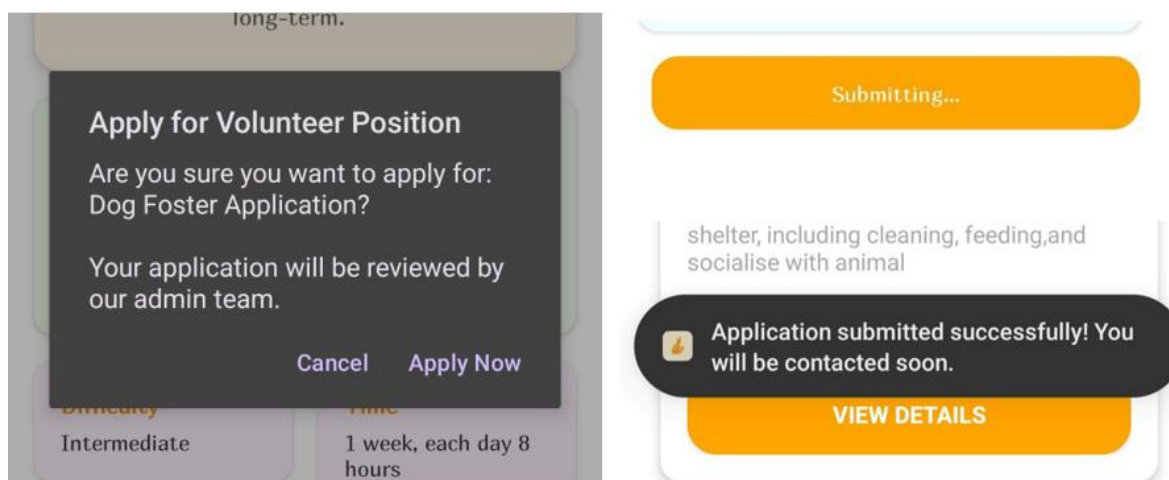 long-term.
Apply for Volunteer Position
Are you sure you want to apply for:
Dog Foster Application?
Your application will be reviewed by
our admin team.
Cancel Apply Now
Difficulty Time
Intermediate
1 week, each day 8
hours
Submitting...
shelter, including cleaning, feeding,and
socialise with animal
Application submitted successfully! You
will be contacted soon.
VIEW DETAILS